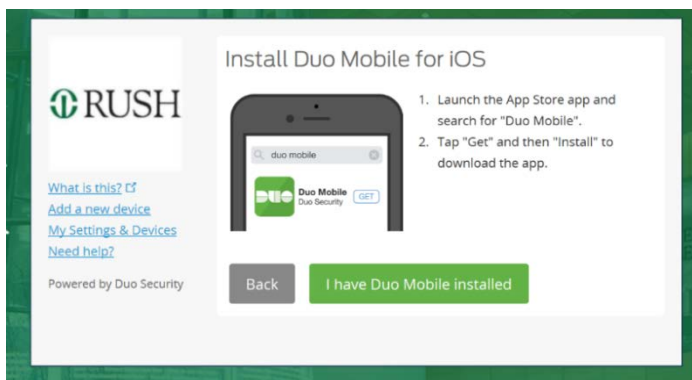 RUSH
What is this?
Add a new device
My Settings & Devices
Need help?
Powered by Duo Security
Install Duo Mobile for iOS
duo mobile
DUO
Duo Mobile
Duo Security
GET
1. Launch the App Store app and
search for "Duo Mobile".
2. Tap "Get" and then "Install" to
download the app.
Back
I have Duo Mobile installed